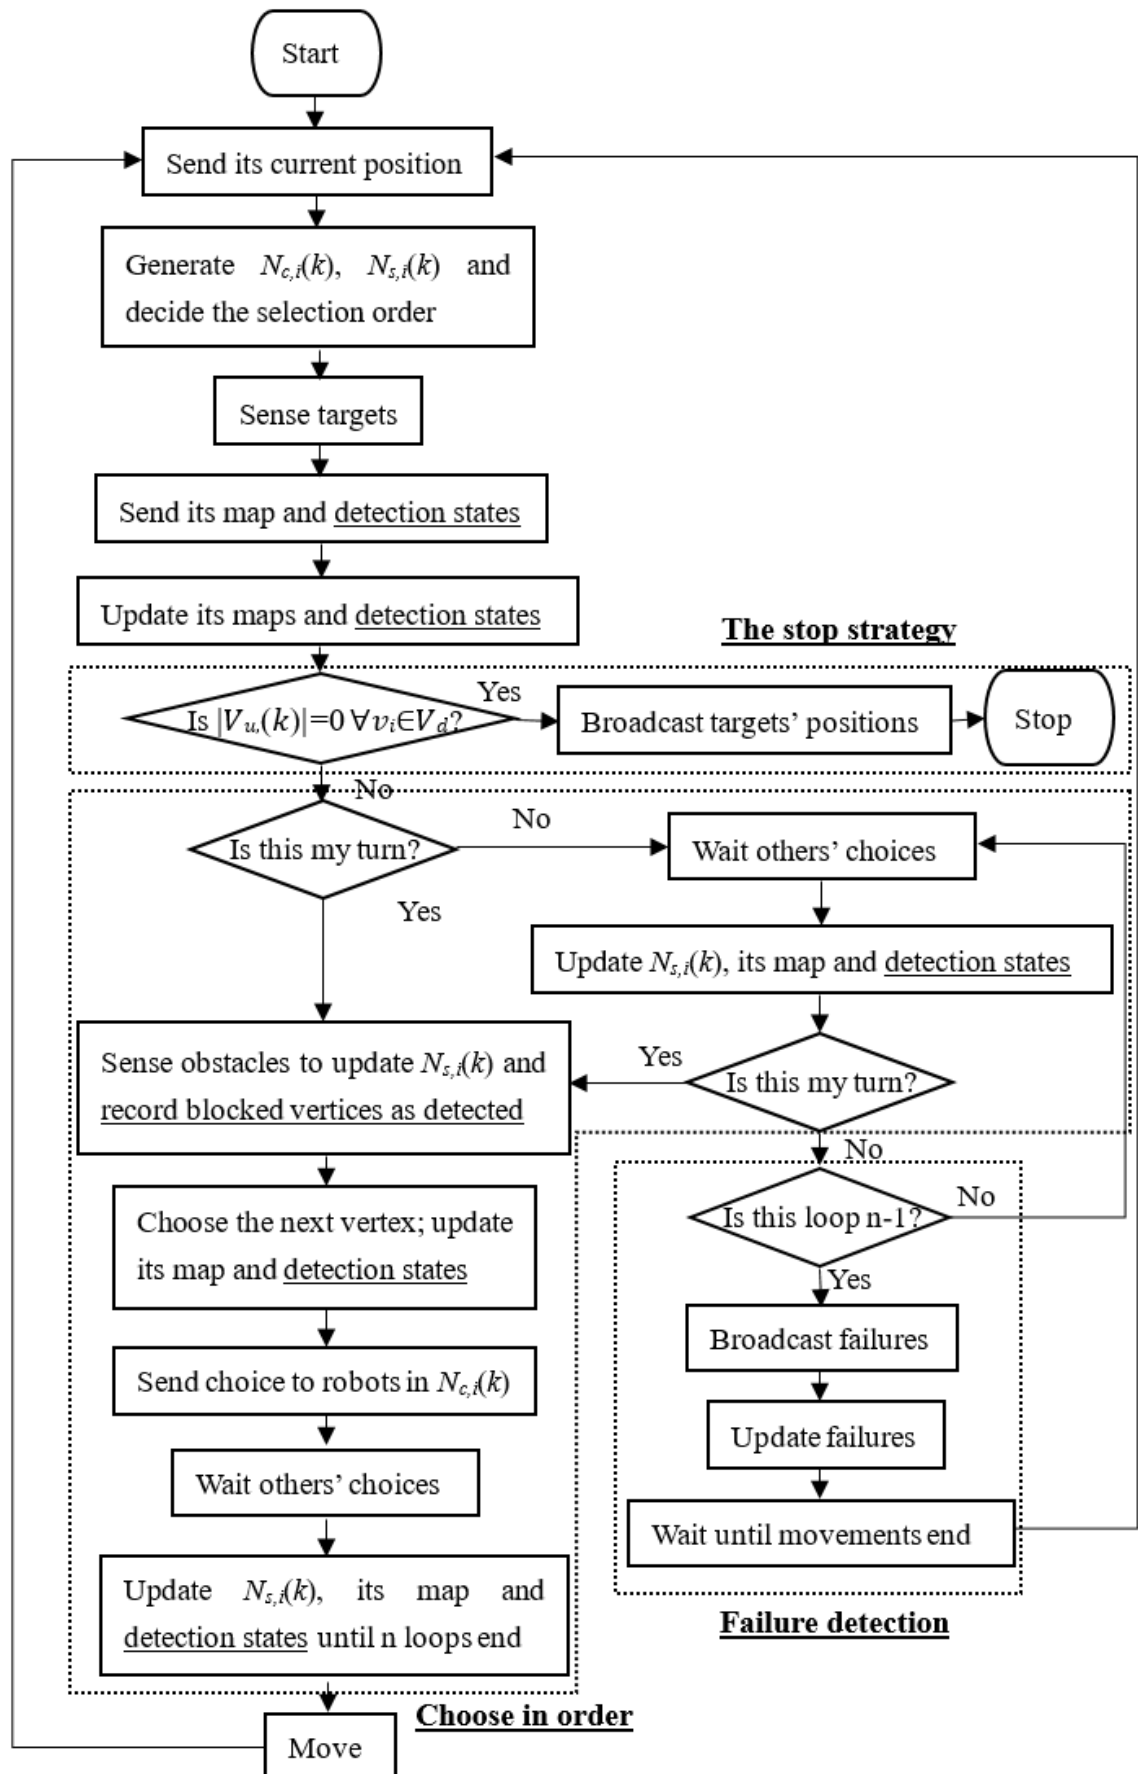 Start
Send its current position
Generate N_{c,i}(k), N_{s,i}(k) and
decide the selection order
Sense targets
Send its map and detection states
Update its maps and detection states
The stop strategy
Is |V_{u,}(k)|=0 ∀v_i∈V_d?
Yes
Broadcast targets’ positions
Stop
No
Is this my turn?
No
Wait others’ choices
Yes
Update N_{s,i}(k), its map and detection states
Sense obstacles to update N_{s,i}(k) and
record blocked vertices as detected
Yes
Is this my turn?
No
Choose the next vertex; update
its map and detection states
Is this loop n-1?
No
Yes
Send choice to robots in N_{c,i}(k)
Broadcast failures
Wait others’ choices
Update failures
Update N_{s,i}(k), its map and
detection states until n loops end
Wait until movements end
Failure detection
Choose in order
Move